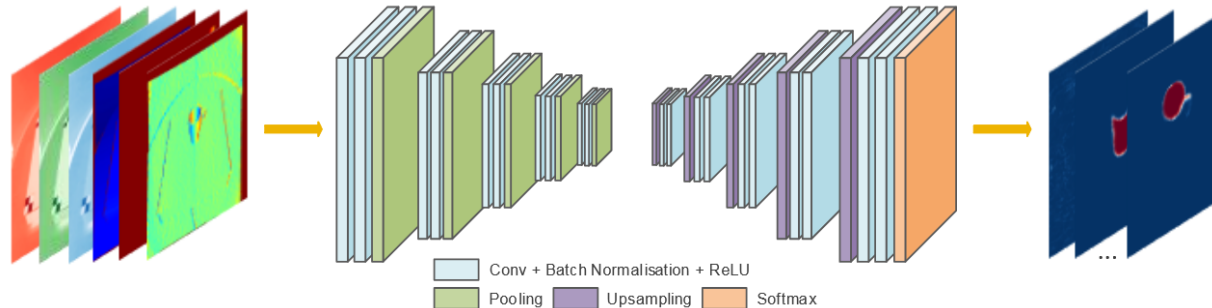 ...
Conv + Batch Normalisation + ReLU
Pooling Upsampling Softmax